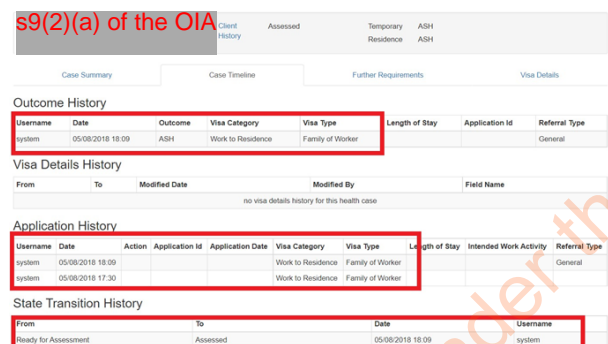 s9(2)(a) of the OIA
Client History Assessed Temporary Residence ASH ASH
Case Summary Case Timeline Further Requirements Visa Details
Outcome History
Username Date Outcome Visa Category Visa Type Length of Stay Application Id Referral Type
system 05/08/2018 18:09 ASH Work to Residence Family of Worker General
Visa Details History
From To Modified Date Modified By Field Name
no visa details history for this health case
Application History
Username Date Action Application Id Application Date Visa Category Visa Type Length of Stay Intended Work Activity Referral Type
system 05/08/2018 18:09 Work to Residence Family of Worker General
system 05/08/2018 17:30 Work to Residence Family of Worker
State Transition History
From To Date Username
Ready for Assessment Assessed 05/08/2018 18:09 system